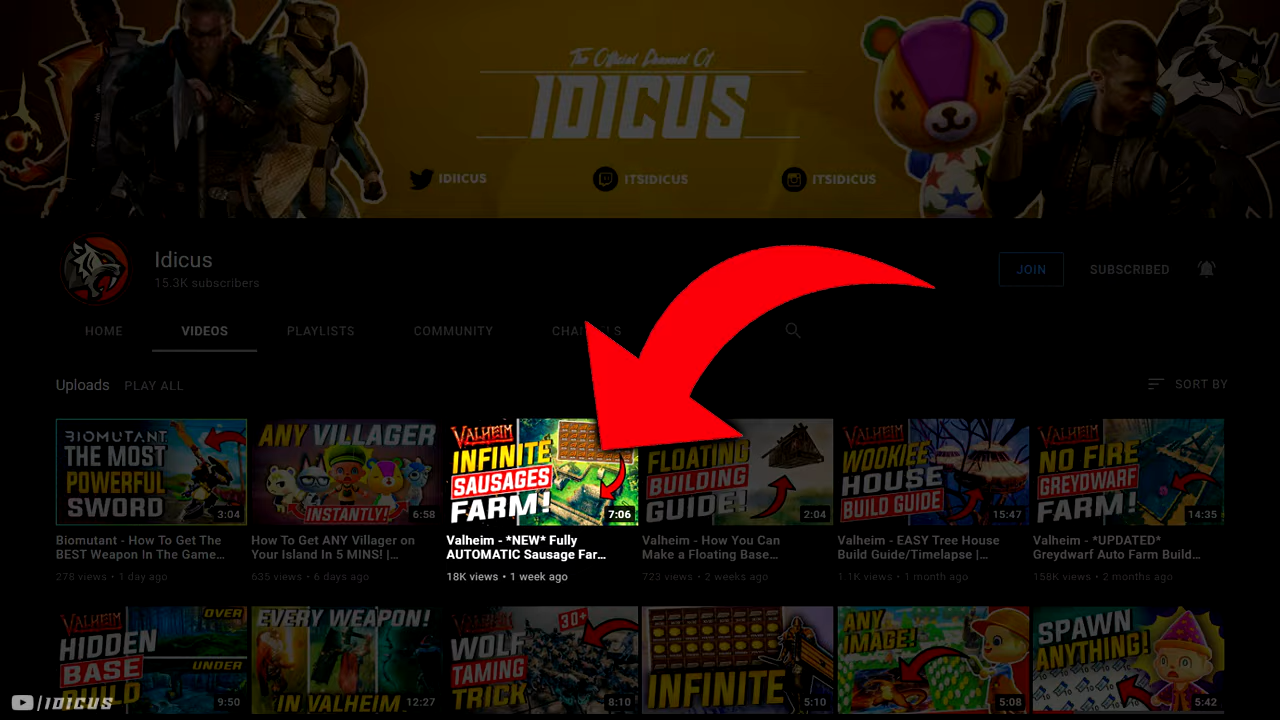 The Official Channel Of
IDICUS
IDIICUS
ITSIDICUS
ITSIDICUS
Idicus
15.3K subscribers
JOIN
SUBSCRIBED
HOME
VIDEOS
PLAYLISTS
COMMUNITY
Uploads
PLAY ALL
SORT BY
BIOMUTANT
THE MOST
POWERFUL
SWORD
3:04
Biomutant - How To Get The
BEST Weapon In The Game...
278 views • 1 day ago
ANY VILLAGER
INSTANTLY!
6:58
How To Get ANY Villager on
Your Island In 5 MINS! |...
635 views • 6 days ago
VALHEIM
INFINITE
SAUSAGES
FARM!
7:06
Valheim - *NEW* Fully
AUTOMATIC Sausage Far...
18K views • 1 week ago
FLOATING
BUILDING
GUIDE!
2:04
Valheim - How You Can
Make a Floating Base...
723 views • 2 weeks ago
VALHEIM
WOOKIEE
HOUSE
BUILD GUIDE
15:47
Valheim - EASY Tree House
Build Guide/Timelapse |...
1.1K views • 1 month ago
VALHEIM
NO FIRE
GREYDWARF
FARM!
14:35
Valheim - *UPDATED*
Greydwarf Auto Farm Build...
158K views • 2 months ago
VALHEIM
OVER
HIDDEN
BASE
UNDER
BUILD
9:50
EVERY WEAPON!
IN VALHEIM
12:27
VALHEIM
30+
WOLF
TAMING
TRICK
8:10
INFINITE
5:10
ANY
IMAGE!
5:08
SPAWN
ANYTHING!
5:42
IDICUS